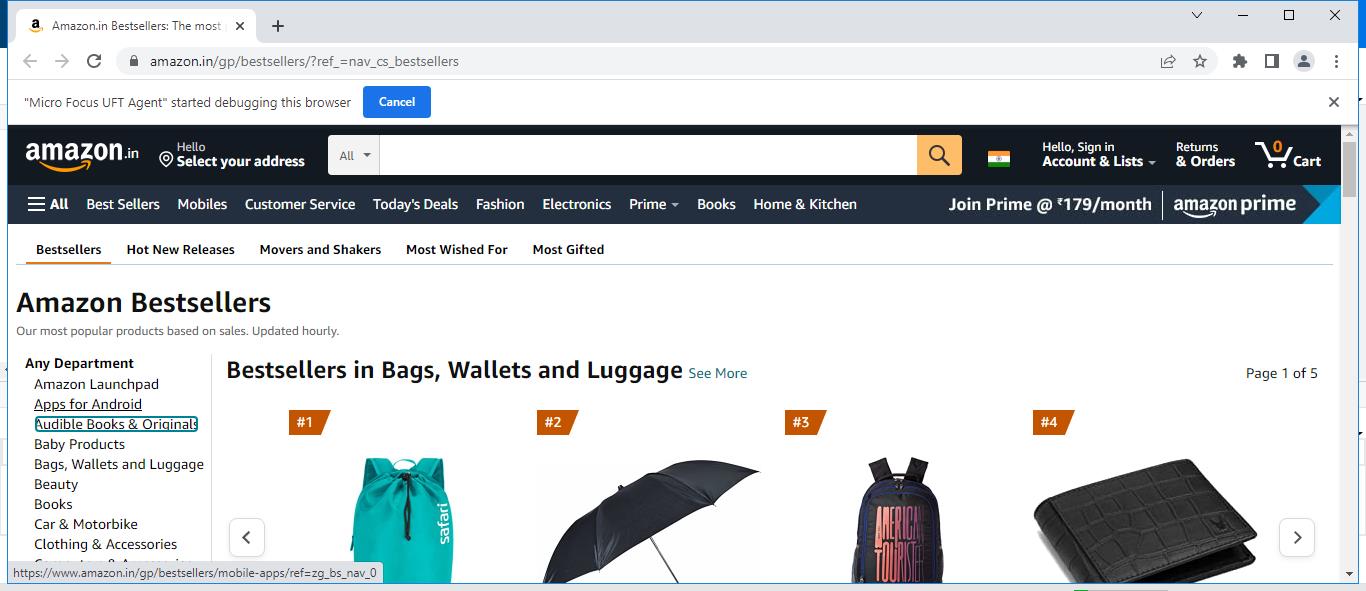 Amazon.in Bestsellers: The most
amazon.in/gp/bestsellers/?ref_=nav_cs_bestsellers
"Micro Focus UFT Agent" started debugging this browser Cancel
amazon.in
Hello
Select your address
All
Hello, Sign in
Account & Lists
Returns
& Orders
0
Cart
All Best Sellers Mobiles Customer Service Today's Deals Fashion Electronics Prime Books Home & Kitchen Join Prime @ ₹179/month amazon prime
Bestsellers Hot New Releases Movers and Shakers Most Wished For Most Gifted
Amazon Bestsellers
Our most popular products based on sales. Updated hourly.
Any Department
Amazon Launchpad
Apps for Android
Audible Books & Originals
Baby Products
Bags, Wallets and Luggage
Beauty
Books
Car & Motorbike
Clothing & Accessories
Bestsellers in Bags, Wallets and Luggage See More Page 1 of 5
#1 #2 #3 #4
safari
AMERICAN
TOURISTER
https://www.amazon.in/gp/bestsellers/mobile-apps/ref=zg_bs_nav_0